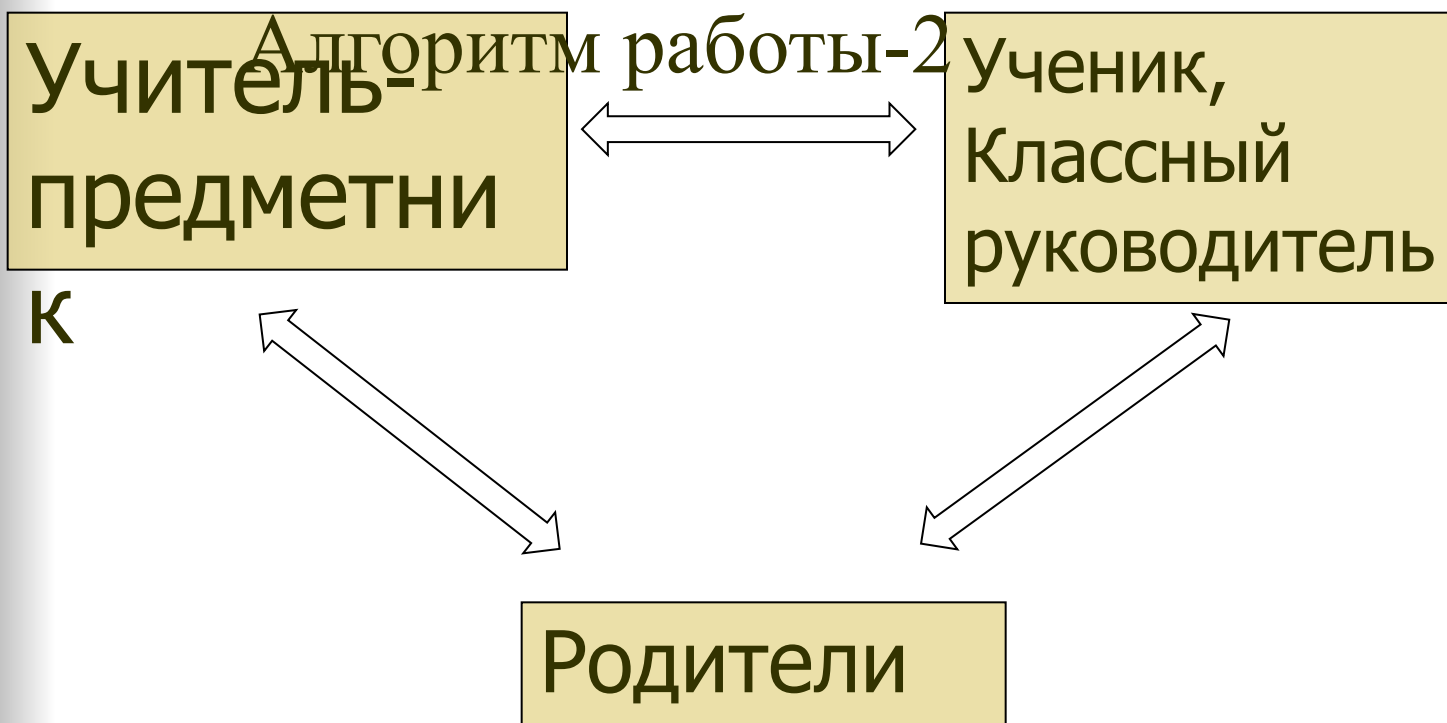 Алгоритм работы-2
Учитель-
предметни
к
Ученик,
Классный
руководитель
Родители